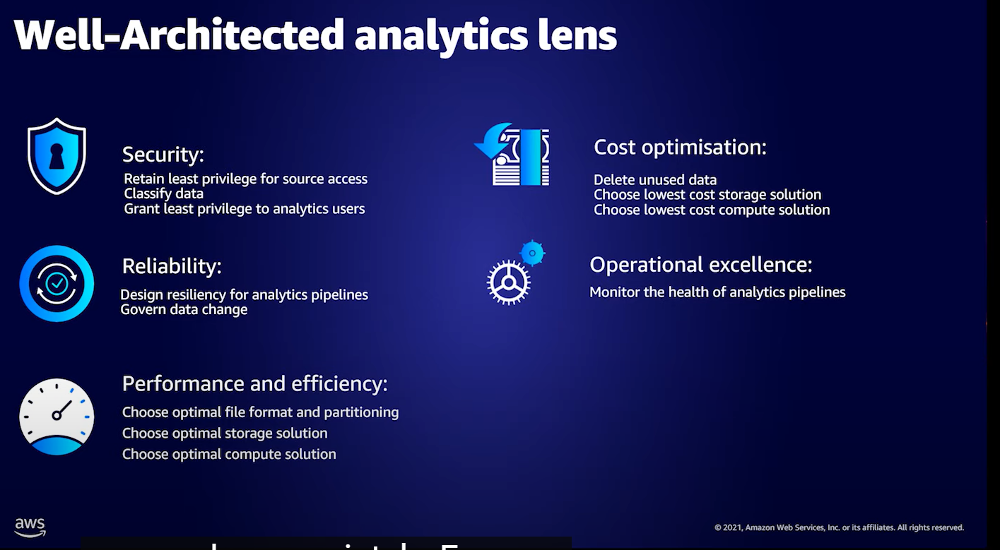 Well-Architected analytics lens
Security:
Retain least privilege for source access
Classify data
Grant least privilege to analytics users
Reliability:
Design resiliency for analytics pipelines
Govern data change
Performance and efficiency:
Choose optimal file format and partitioning
Choose optimal storage solution
Choose optimal compute solution
Cost optimisation:
Delete unused data
Choose lowest cost storage solution
Choose lowest cost compute solution
Operational excellence:
Monitor the health of analytics pipelines
aws
© 2021, Amazon Web Services, Inc. or its affiliates. All rights reserved.